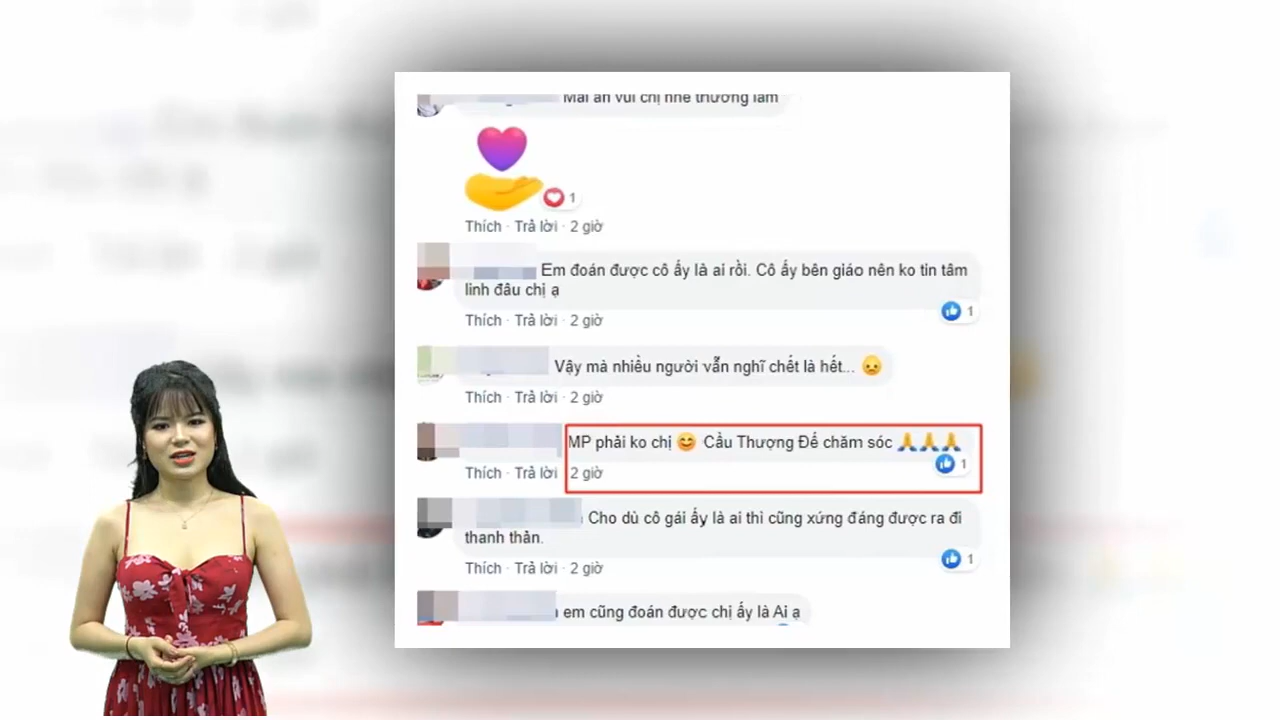 Mãi an vui chị nhé thương lắm
1
Thích · Trả lời · 2 giờ
Em đoán được cô ấy là ai rồi. Cô ấy bên giáo nên ko tin tâm
linh đâu chị ạ
1
Thích · Trả lời · 2 giờ
Vậy mà nhiều người vẫn nghĩ chết là hết...
Thích · Trả lời · 2 giờ
MP phải ko chị 😊 Cầu Thượng Đế chăm sóc 🙏🙏🙏
1
Thích · Trả lời · 2 giờ
Cho dù cô gái ấy là ai thì cũng xứng đáng được ra đi
thanh thản.
1
Thích · Trả lời · 2 giờ
em cũng đoán được chị ấy là Ai ạ